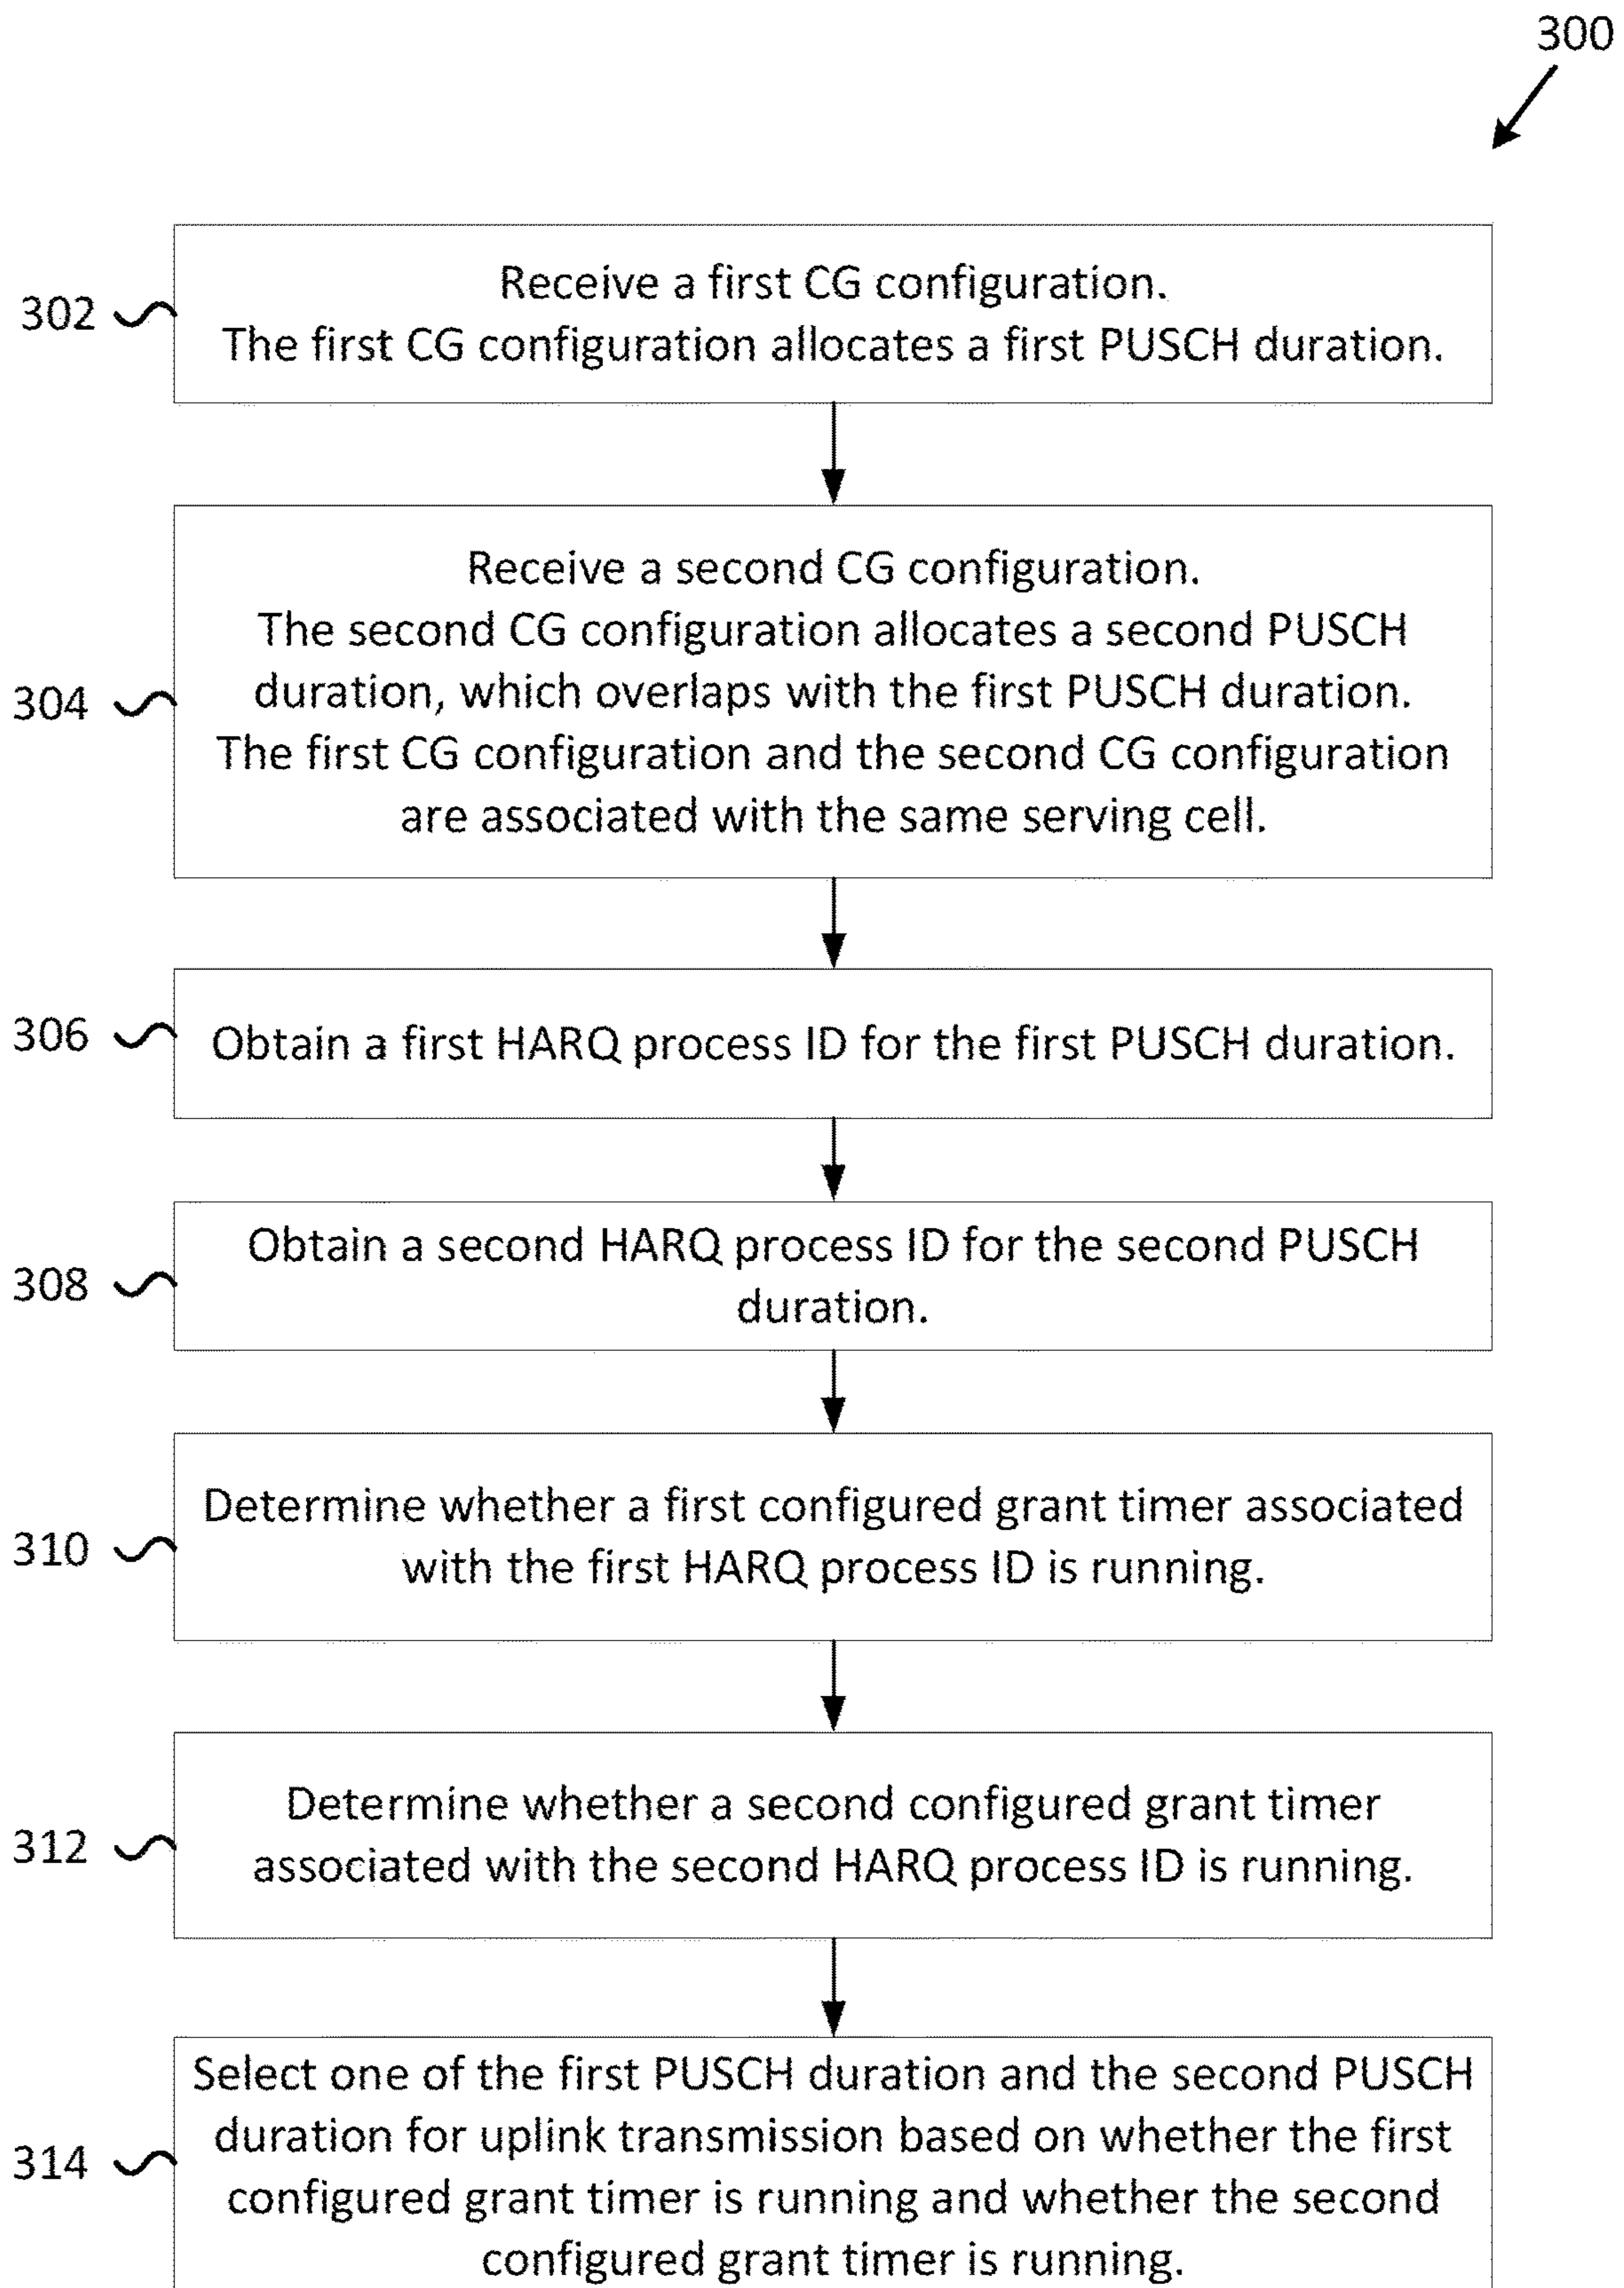 300
302
Receive a first CG configuration.
The first CG configuration allocates a first PUSCH duration.
304
Receive a second CG configuration.
The second CG configuration allocates a second PUSCH
duration, which overlaps with the first PUSCH duration.
The first CG configuration and the second CG configuration
are associated with the same serving cell.
306
Obtain a first HARQ process ID for the first PUSCH duration.
308
Obtain a second HARQ process ID for the second PUSCH
duration.
310
Determine whether a first configured grant timer associated
with the first HARQ process ID is running.
312
Determine whether a second configured grant timer
associated with the second HARQ process ID is running.
314
Select one of the first PUSCH duration and the second PUSCH
duration for uplink transmission based on whether the first
configured grant timer is running and whether the second
configured grant timer is running.